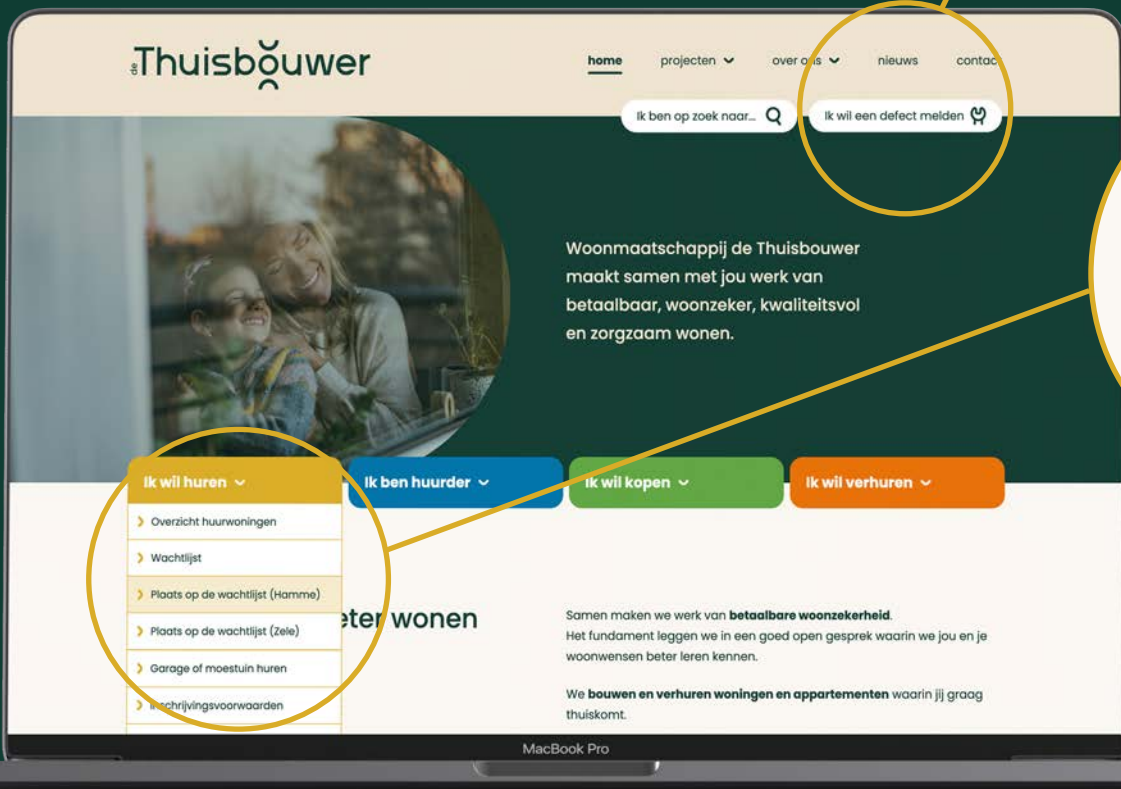 de Thuisbouwer
home projecten over ons nieuws contact
Ik ben op zoek naar... Ik wil een defect melden
Woonmaatschappij de Thuisbouwer
maakt samen met jou werk van
betaalbaar, woonzeker, kwaliteitsvol
en zorgzaam wonen.
Ik wil huren Ik ben huurder Ik wil kopen Ik wil verhuren
Overzicht huurwoningen
Wachtlijst
Plaats op de wachtlijst (Hamme)
Plaats op de wachtlijst (Zele)
Garage of moestuin huren
Inschrijvingsvoorwaarden
eter wonen
Samen maken we werk van betaalbare woonzekerheid.
Het fundament leggen we in een goed open gesprek waarin we jou en je
woonwensen beter leren kennen.
We bouwen en verhuren woningen en appartementen waarin jij graag
thuiskomt.
MacBook Pro